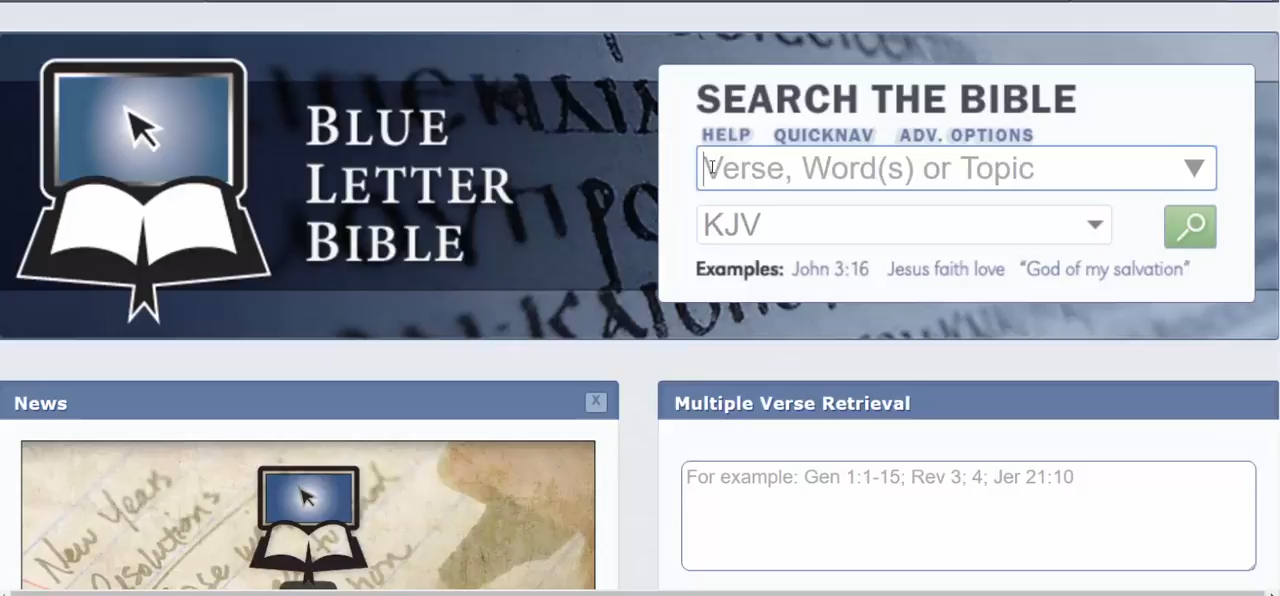 BLUE
LETTER
BIBLE
SEARCH THE BIBLE
HELP QUICKNAV ADV. OPTIONS
Verse, Word(s) or Topic
KJV
Examples: John 3:16 Jesus faith love "God of my salvation"
News X
New Years
Multiple Verse Retrieval
For example: Gen 1:1-15; Rev 3; 4; Jer 21:10